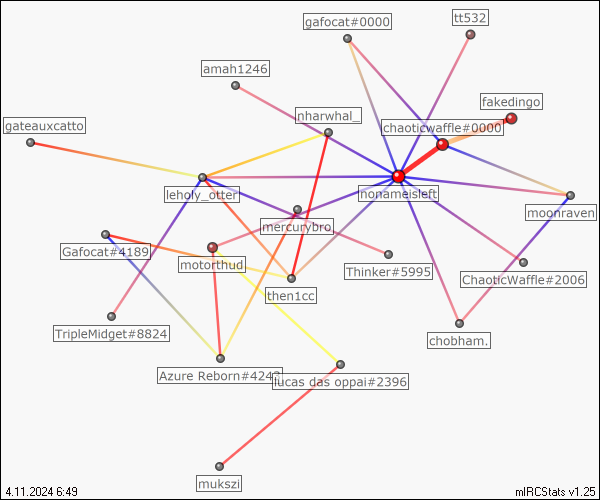 gafocat#0000
tt532
amah1246
fakedingo
nharwhal_
chaoticwaffle#0000
gateauxcatto
leholy_otter
nonameisleft
moonraven
mercurybro
Gafocat#4189
motorthud
Thinker#5995
ChaoticWaffle#2006
then1cc
TripleMidget#8824
chobham.
Azure Reborn#424
lucas das oppai#2396
mukszi
4.11.2024 6:49
mIRCStats v1.25